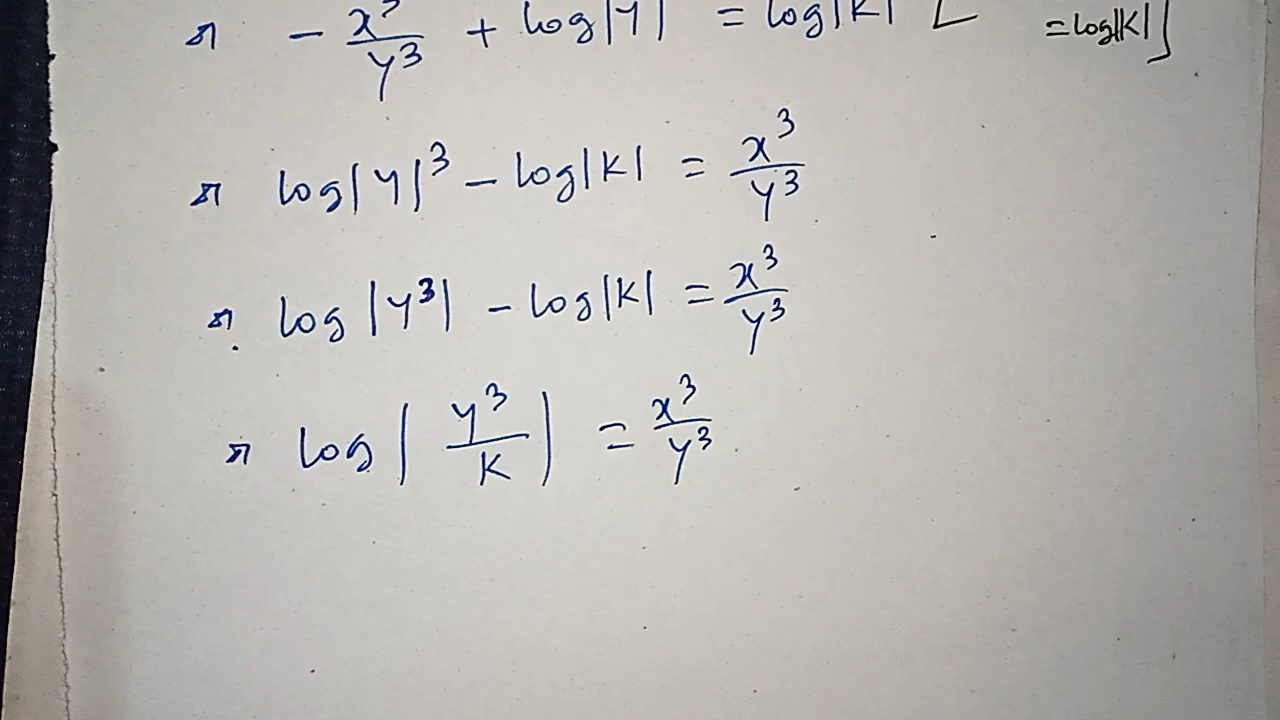 ⇒ - x³/y³ + log|y| = log|K| [ = log|K|]
⇒ log|y|³ - log|K| = x³/y³
⇒ log|y³| - log|K| = x³/y³
⇒ log|y³/K| = x³/y³